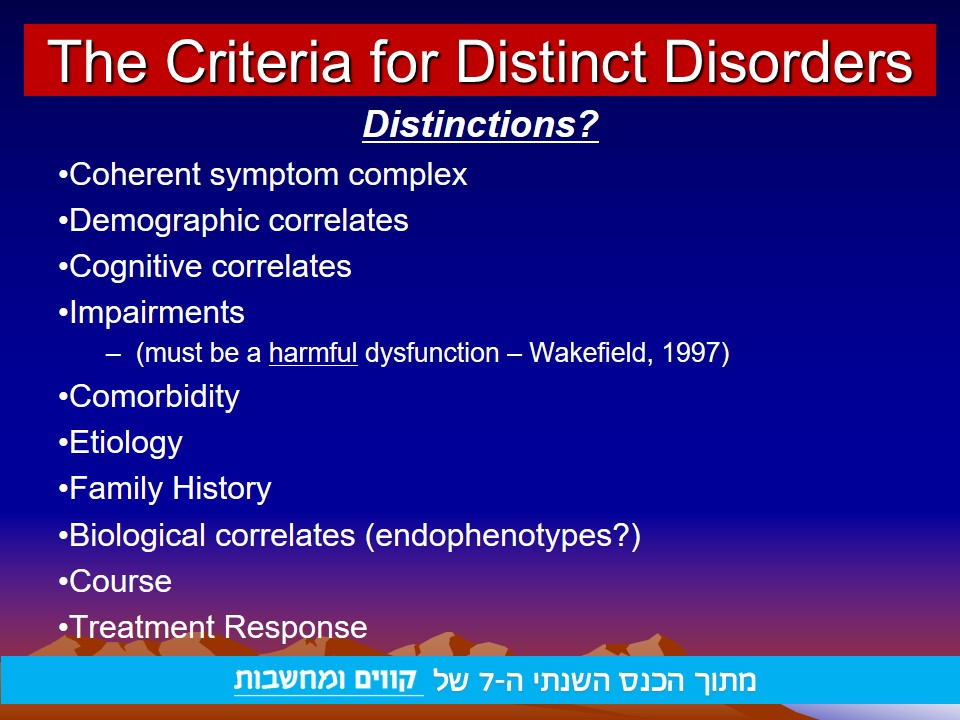 The Criteria for Distinct Disorders
Distinctions?
•Coherent symptom complex
•Demographic correlates
•Cognitive correlates
•Impairments
– (must be a harmful dysfunction – Wakefield, 1997)
•Comorbidity
•Etiology
•Family History
•Biological correlates (endophenotypes?)
•Course
•Treatment Response
מתוך הכנס השנתי ה-7 של קווים ומחשבות